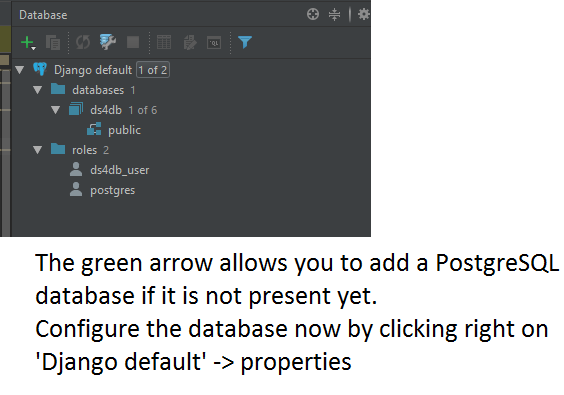 Database
Django default 1 of 2
databases 1
ds4db 1 of 6
public
roles 2
ds4db_user
postgres
The green arrow allows you to add a PostgreSQL
database if it is not present yet.
Configure the database now by clicking right on
'Django default' -> properties